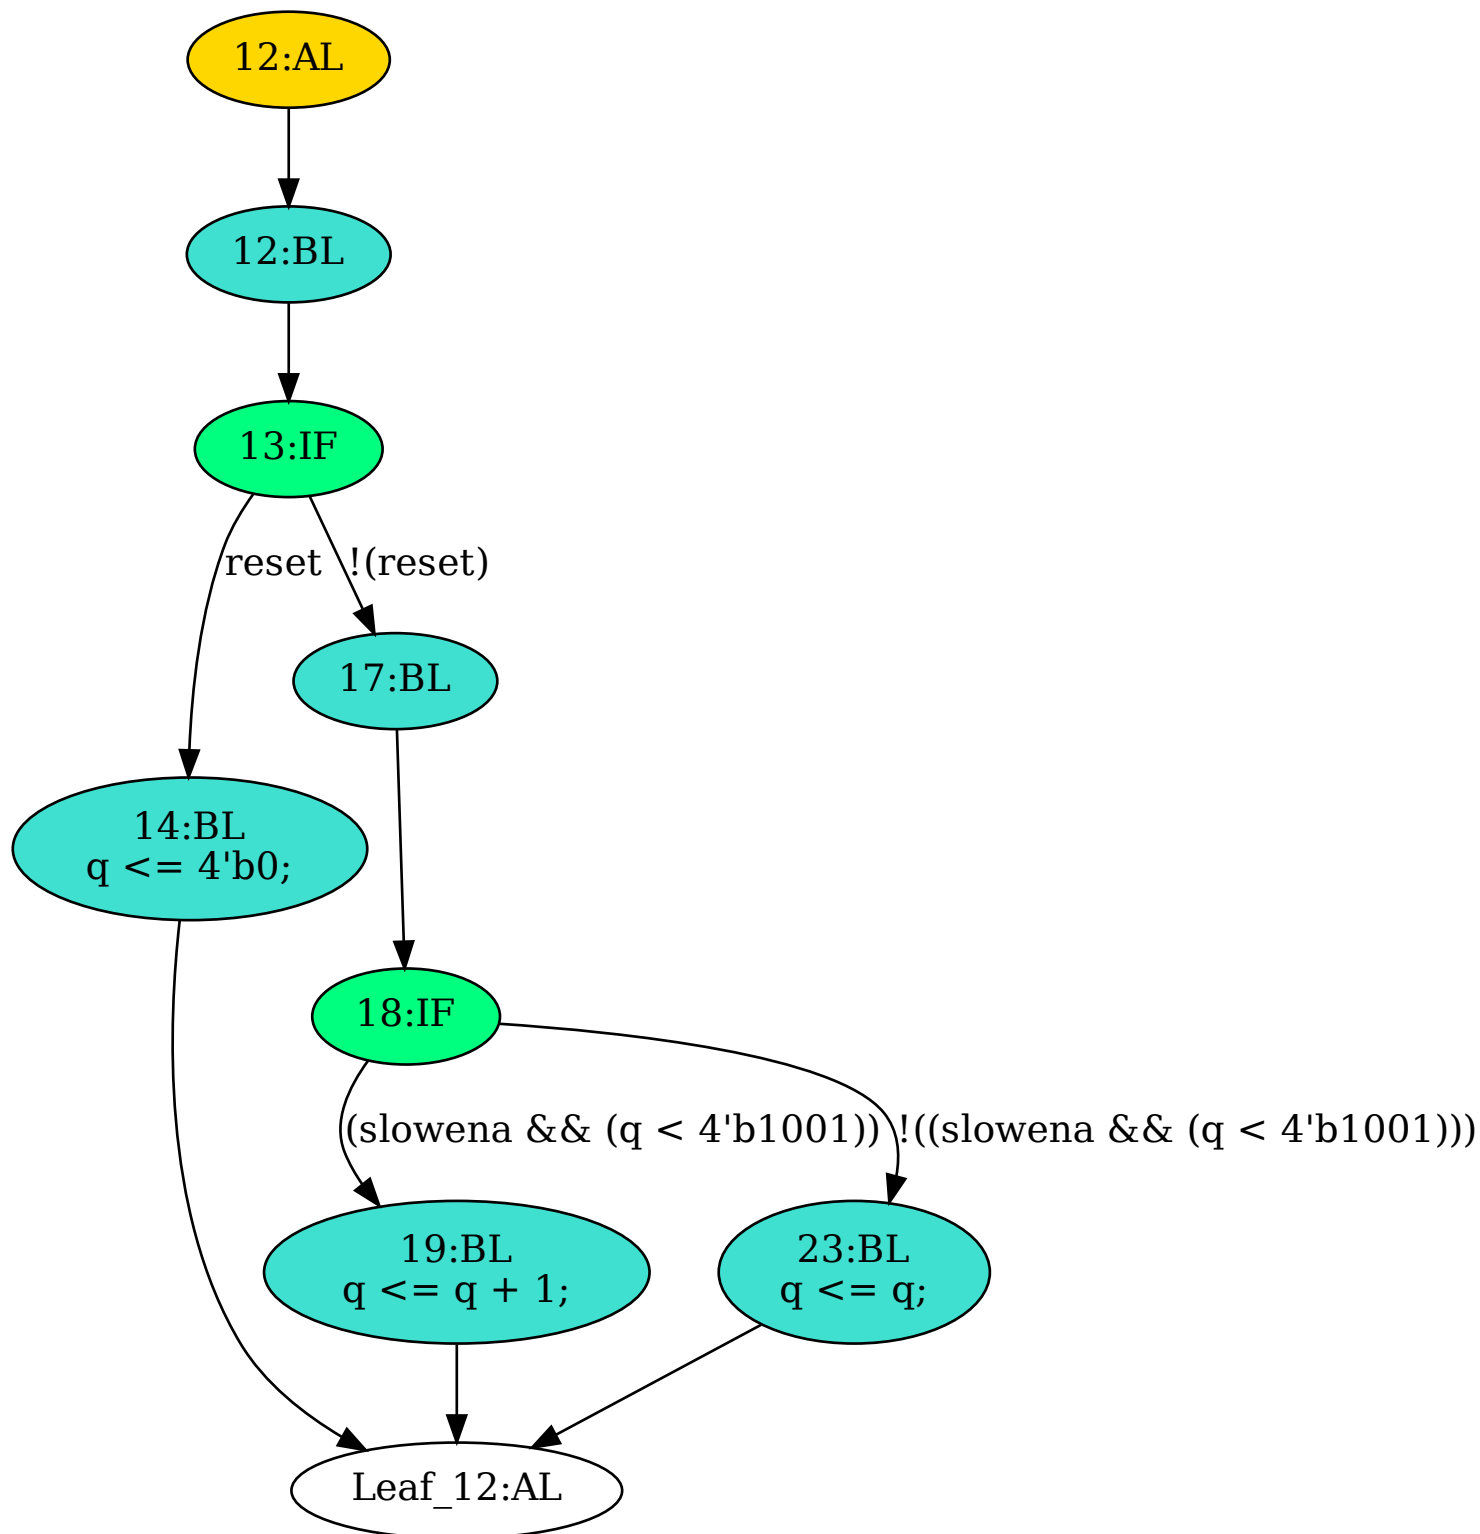 12:AL
12:BL
13:IF
reset
!(reset)
17:BL
14:BL
q <= 4'b0;
18:IF
(slowena && (q < 4'b1001))
!((slowena && (q < 4'b1001)))
19:BL
q <= q + 1;
23:BL
q <= q;
Leaf_12:AL